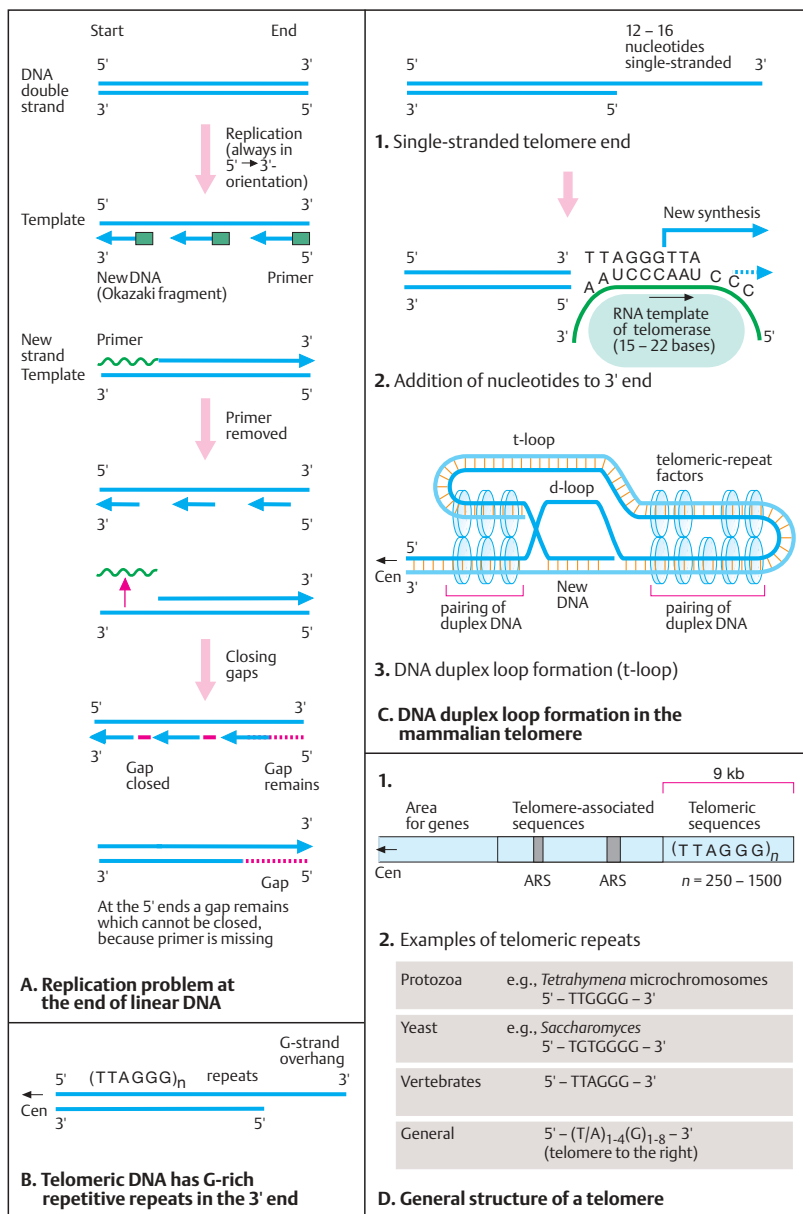 Start
End
5'
3'
DNA
double
strand
3'
5'
Replication
(always in
5' → 3'-
orientation)
5'
3'
Template
3'
5'
New DNA
(Okazaki fragment)
Primer
New
strand
Primer
Template
3'
5'
Primer
removed
3'
3'
5'
3'
3'
5'
Closing
gaps
5'
3'
3'
5'
Gap
closed
Gap
remains
3'
3'
5'
Gap
At the 5' ends a gap remains
which cannot be closed,
because primer is missing
A. Replication problem at
the end of linear DNA
G-strand
overhang
5'
(TTAGGG)n
repeats
3'
Cen
3'
5'
B. Telomeric DNA has G-rich
repetitive repeats in the 3' end
12 – 16
nucleotides
single-stranded
5'
3'
3'
5'
1. Single-stranded telomere end
New synthesis
3'
TTAGGGTTA
AAUCCCAAUCCC
5'
RNA template
of telomerase
(15 – 22 bases)
3'
5'
2. Addition of nucleotides to 3' end
t-loop
d-loop
telomeric-repeat
factors
5'
Cen
3'
New
DNA
pairing of
duplex DNA
pairing of
duplex DNA
3. DNA duplex loop formation (t-loop)
C. DNA duplex loop formation in the
mammalian telomere
1.
9 kb
Area
for genes
Telomere-associated
sequences
Telomeric
sequences
(TTAGGG)n
Cen
ARS
ARS
n = 250 – 1500
2. Examples of telomeric repeats
Protozoa
e.g., Tetrahymena microchromosomes
5' – TTGGGG – 3'
Yeast
e.g., Saccharomyces
5' – TGTGGGG – 3'
Vertebrates
5' – TTAGGG – 3'
General
5' – (T/A)1-4(G)1-8 – 3'
(telomere to the right)
D. General structure of a telomere